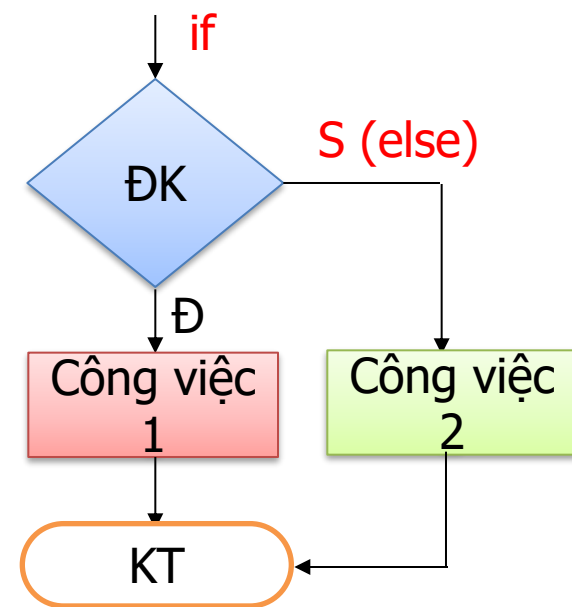 if
S (else)
ĐK
Đ
Công việc
1
Công việc
2
KT